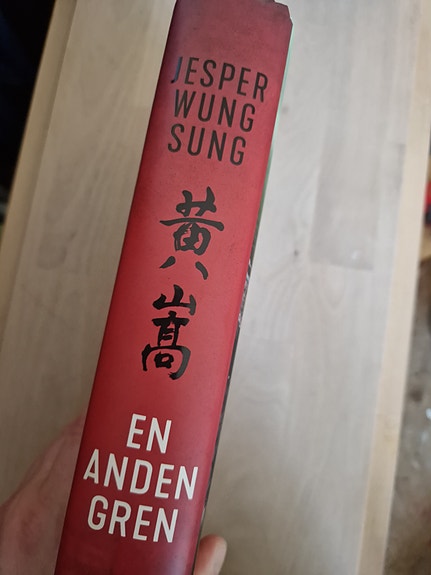 JESPER
WUNG
SUNG
黄
嵩
EN
ANDEN
GREN